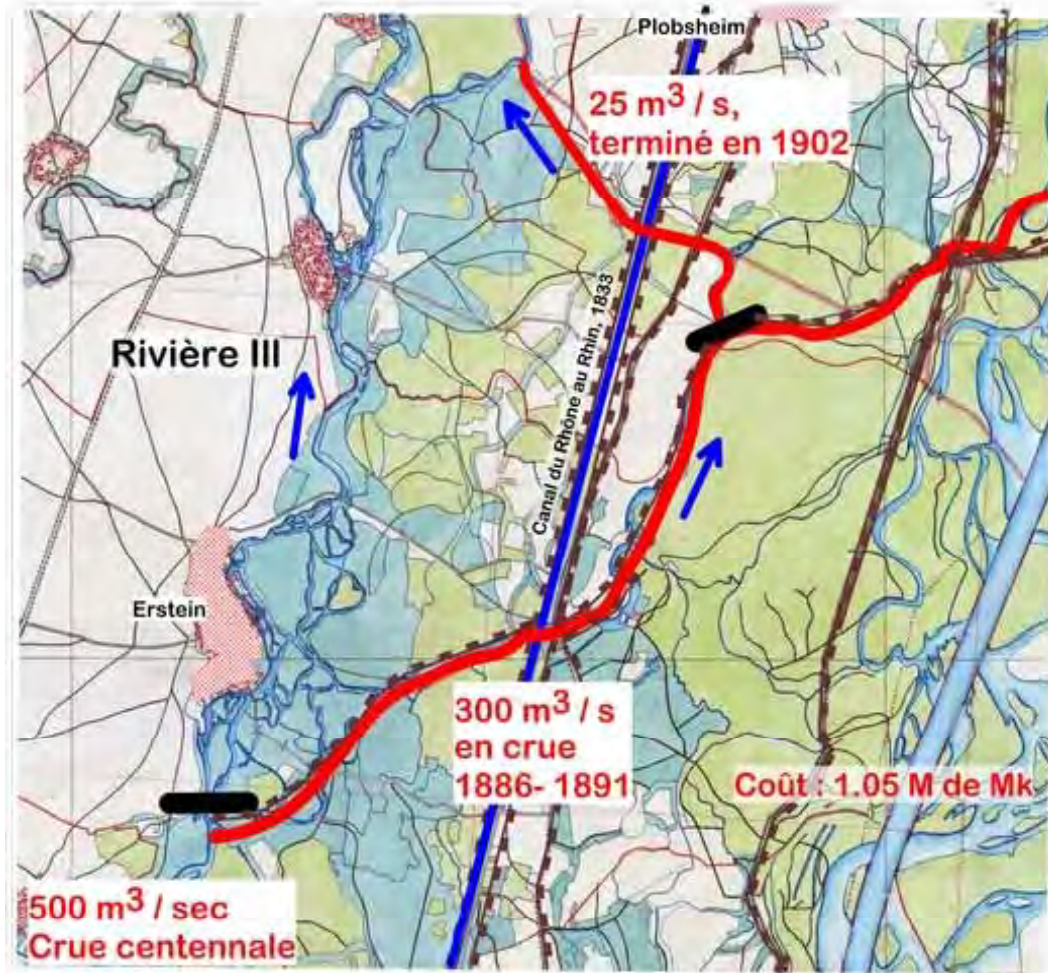 Plobsheim
25 m³ / s,
terminé en 1902
Canal du Rhône au Rhin, 1833
Rivière Ill
Erstein
300 m³ / s
en crue
1886- 1891
Coût : 1.05 M de Mk
500 m³ / sec
Crue centennale